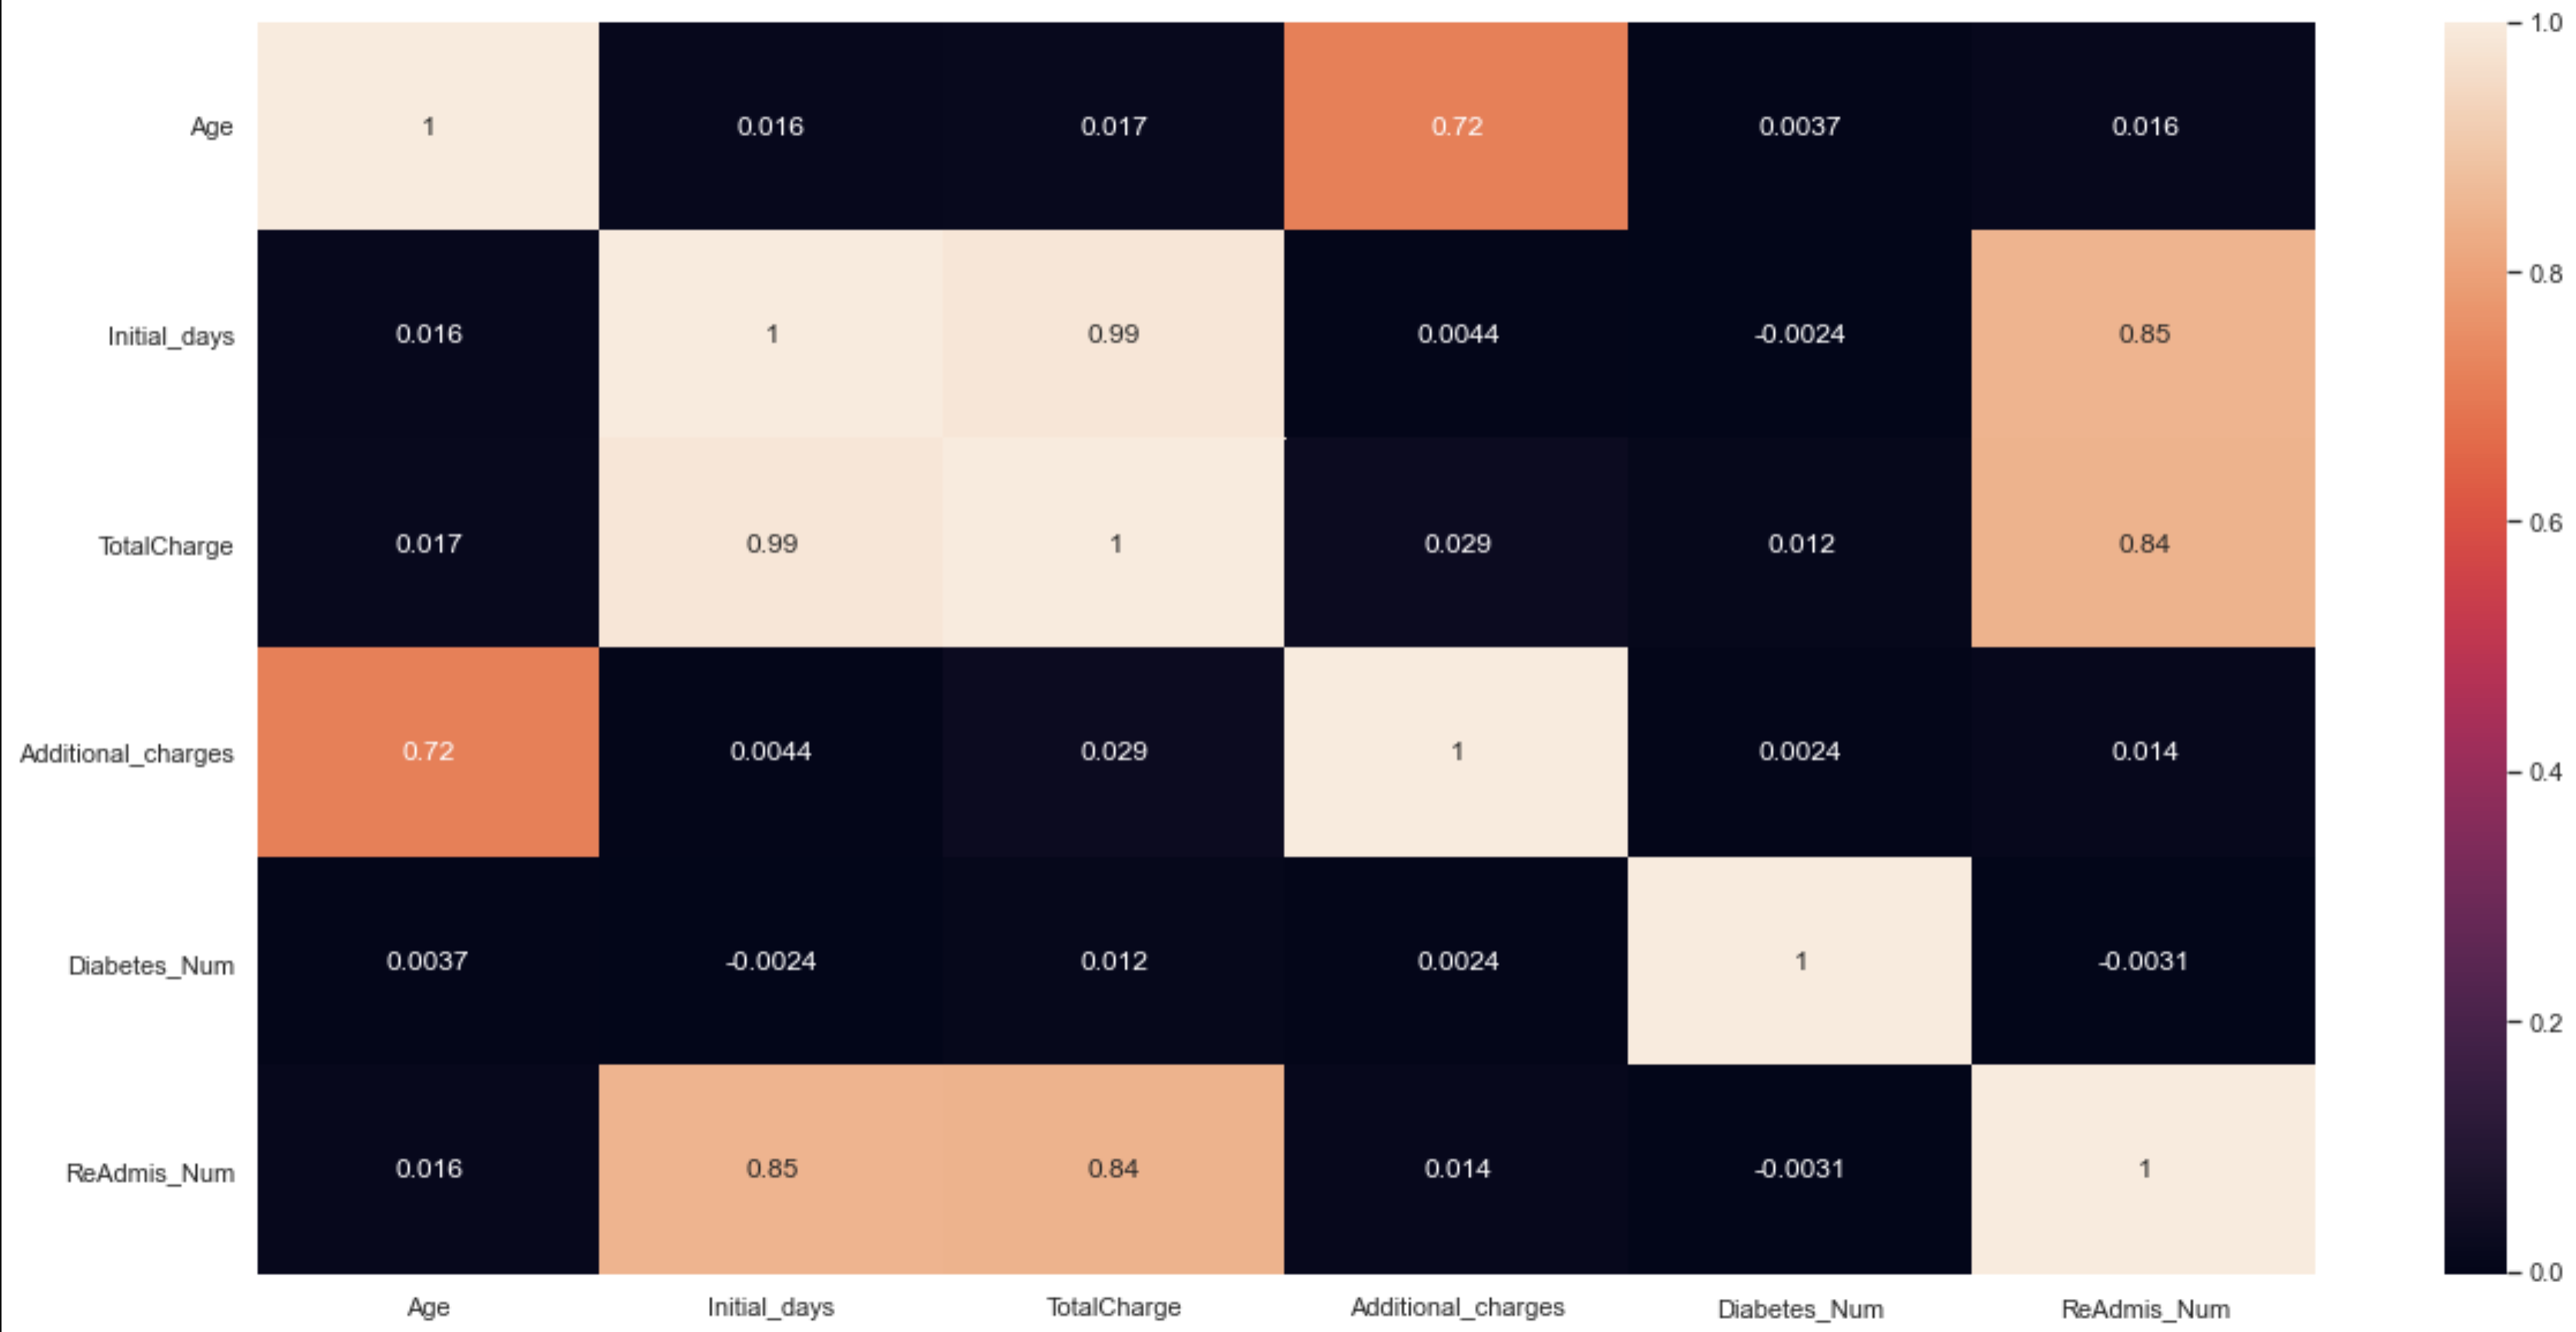 1.0
Age 1 0.016 0.017 0.72 0.0037 0.016
0.8
Initial_days 0.016 1 0.99 0.0044 -0.0024 0.85
0.6
TotalCharge 0.017 0.99 1 0.029 0.012 0.84
Additional_charges 0.72 0.0044 0.029 1 0.0024 0.014
0.4
Diabetes_Num 0.0037 -0.0024 0.012 0.0024 1 -0.0031
0.2
ReAdmis_Num 0.016 0.85 0.84 0.014 -0.0031 1
0.0
Age Initial_days TotalCharge Additional_charges Diabetes_Num ReAdmis_Num